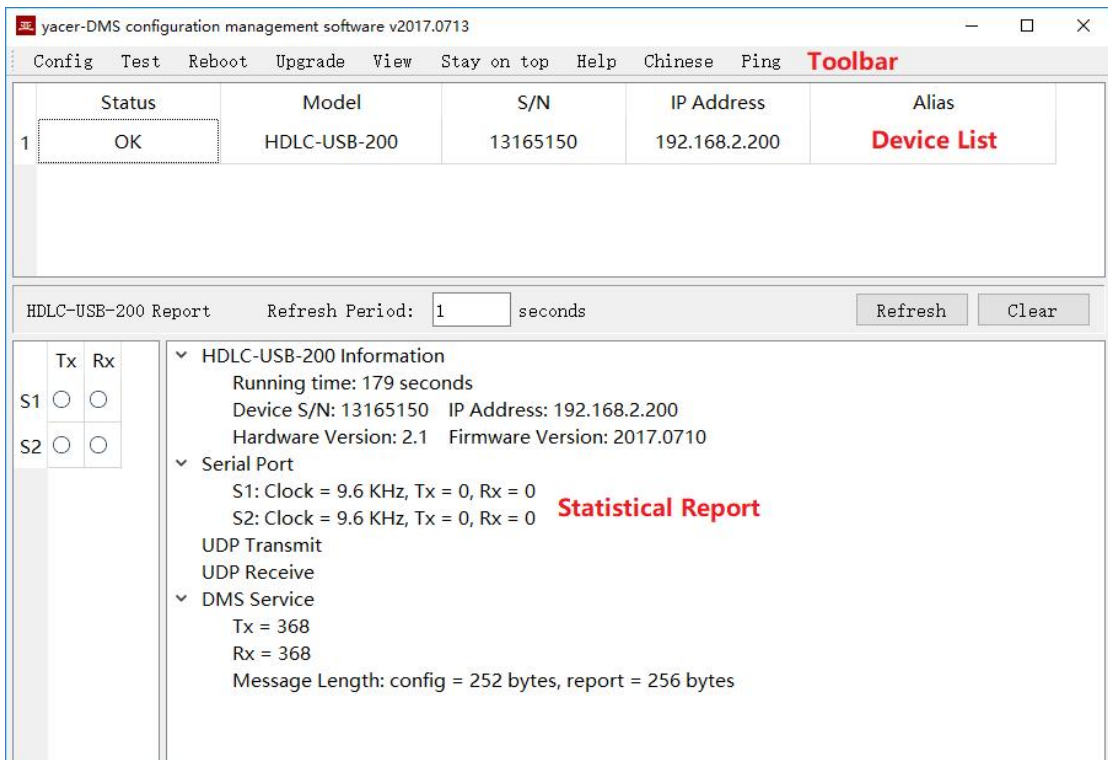 亚 yacer-DMS configuration management software v2017.0713
Config Test Reboot Upgrade View Stay on top Help Chinese Ping Toolbar
Status Model S/N IP Address Alias
1 OK HDLC-USB-200 13165150 192.168.2.200 Device List
HDLC-USB-200 Report Refresh Period: 1 seconds Refresh Clear
Tx Rx
S1
S2
HDLC-USB-200 Information
Running time: 179 seconds
Device S/N: 13165150 IP Address: 192.168.2.200
Hardware Version: 2.1 Firmware Version: 2017.0710
Serial Port
S1: Clock = 9.6 KHz, Tx = 0, Rx = 0
S2: Clock = 9.6 KHz, Tx = 0, Rx = 0
Statistical Report
UDP Transmit
UDP Receive
DMS Service
Tx = 368
Rx = 368
Message Length: config = 252 bytes, report = 256 bytes